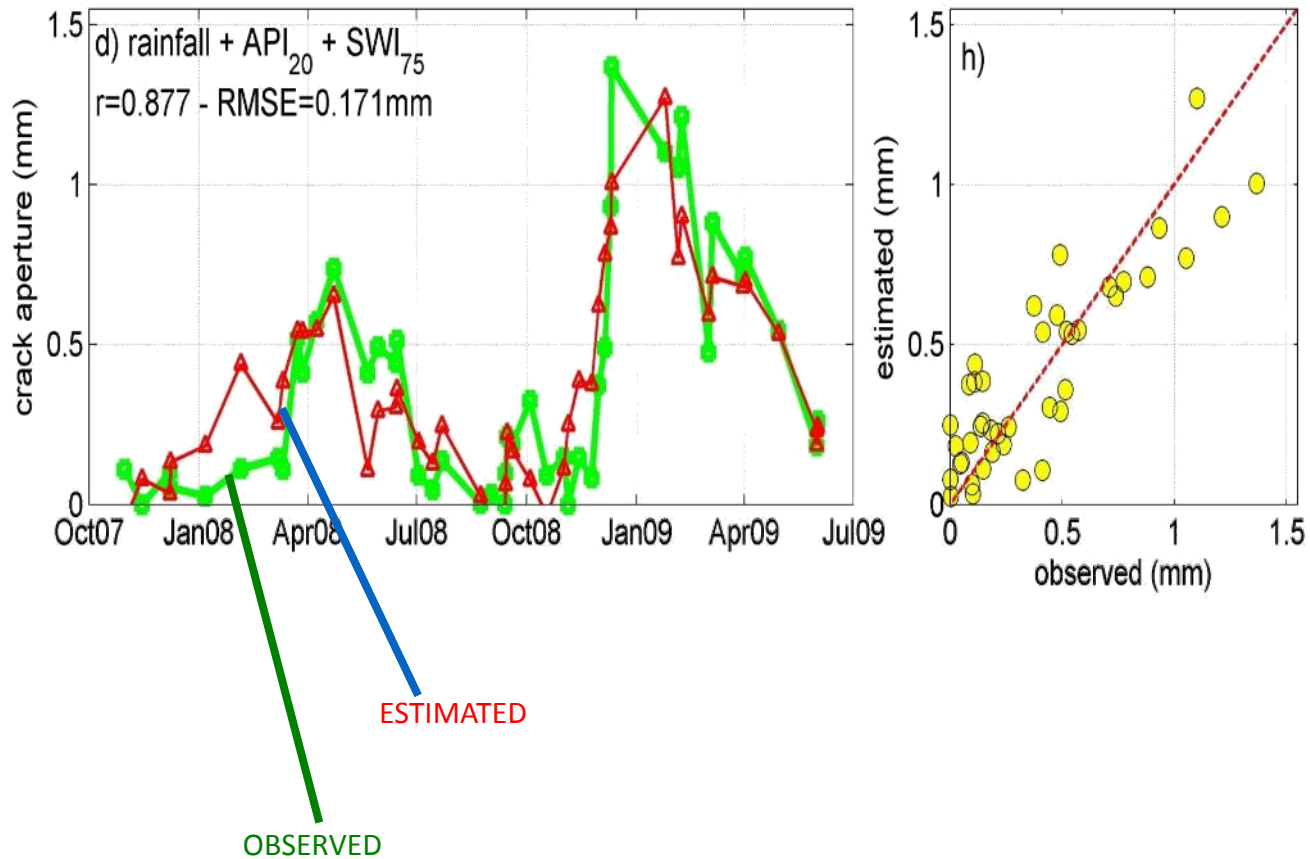 d) rainfall + API20 + SWI75
r=0.877 - RMSE=0.171mm
crack aperture (mm)
1.5
1
0.5
0
Oct07 Jan08 Apr08 Jul08 Oct08 Jan09 Apr09 Jul09
h)
estimated (mm)
1.5
1
0.5
0
0 0.5 1 1.5
observed (mm)
ESTIMATED
OBSERVED